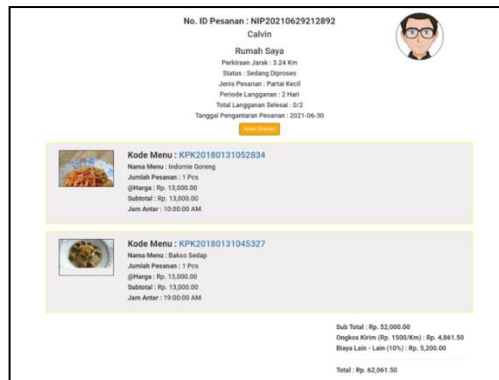 No. ID Pesanan : NIP20210629212892
Calvin
Rumah Saya
Perkiraan Jarak : 3.24 Km
Status : Sedang Diproses
Jenis Pesanan : Partai Kecil
Periode Langganan : 2 Hari
Total Langganan Selesai : 0/2
Tanggal Pengantaran Pesanan : 2021-06-30
Kode Menu : KPK20180131052834
Nama Menu : Indomie Goreng
Jumlah Pesanan : 1 Pcs
@Harga : Rp. 13,000.00
Subtotal : Rp. 13,000.00
Jam Antar : 10:00:00 AM
Kode Menu : KPK20180131045327
Nama Menu : Bakso Sedap
Jumlah Pesanan : 1 Pcs
@Harga : Rp. 13,000.00
Subtotal : Rp. 13,000.00
Jam Antar : 19:00:00 AM
Sub Total : Rp. 52,000.00
Ongkos Kirim (Rp. 1500/Km) : Rp. 4,861.50
Biaya Lain - Lain (10%) : Rp. 5,200.00
Total : Rp. 62,061.50